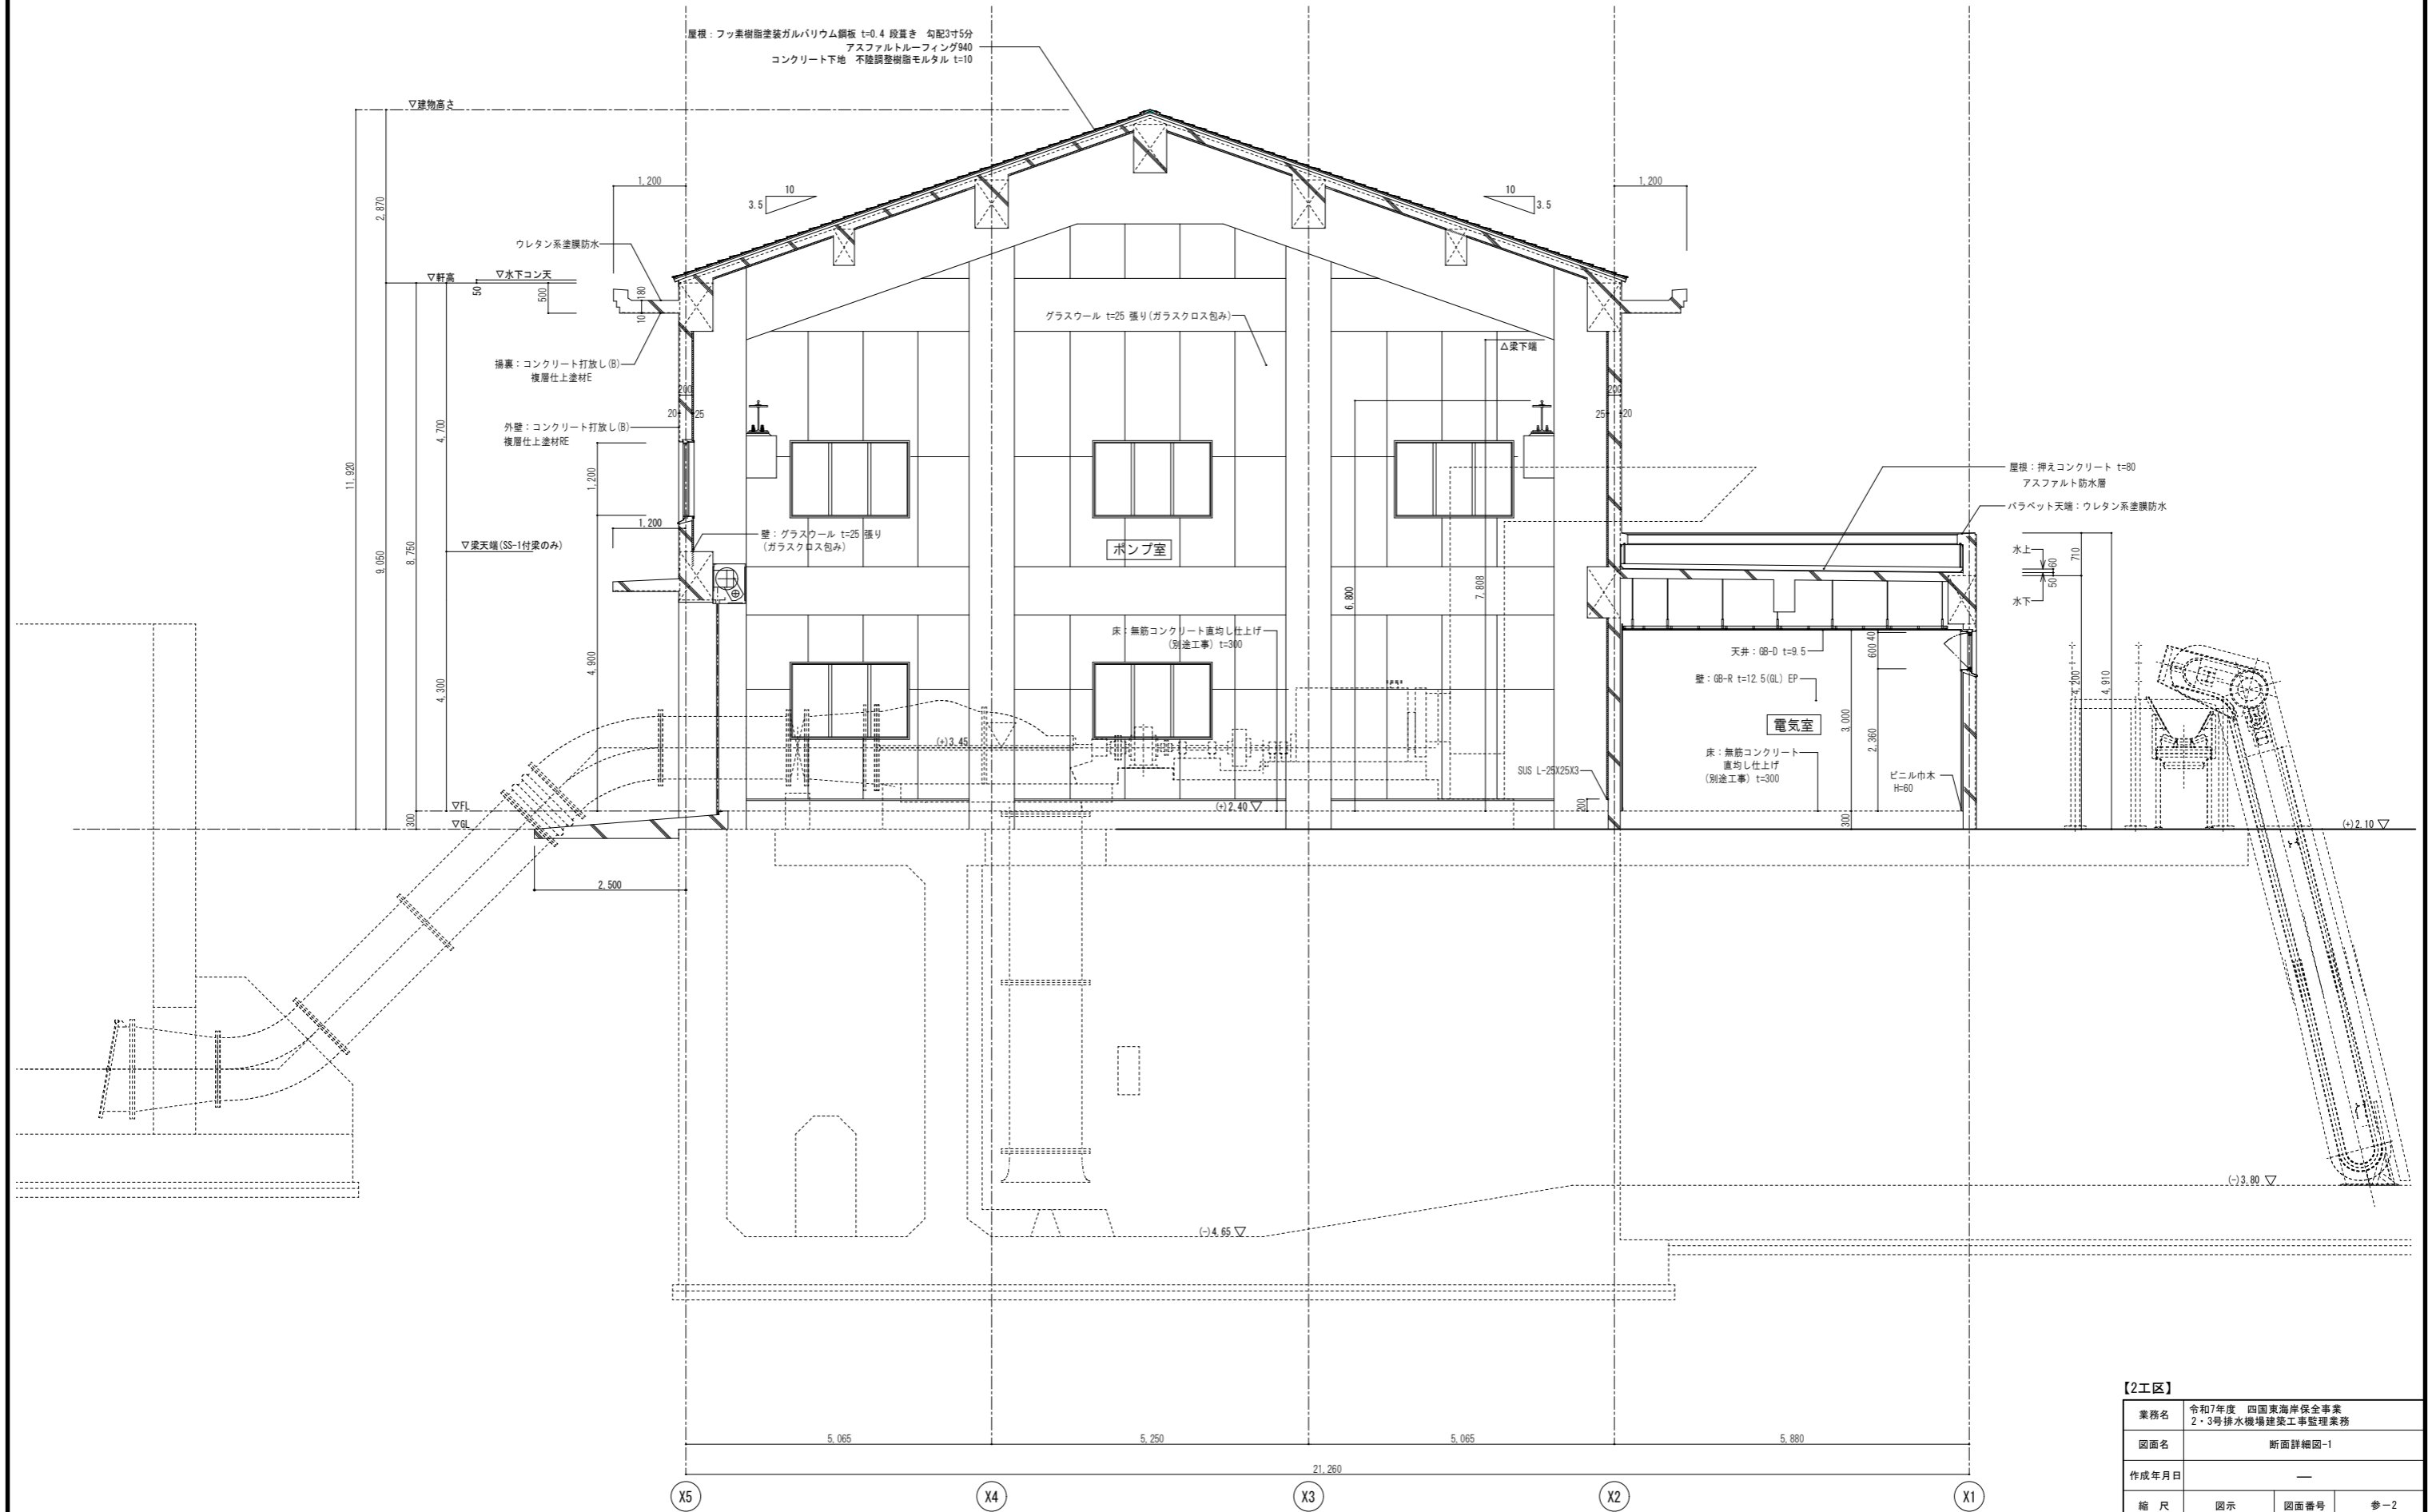 屋根：フッ素樹脂塗装ガルバリウム鋼板 t=0.4 段葺き　勾配3寸5分
アスファルトルーフィング940
コンクリート下地　不陸調整樹脂モルタル t=10
▽建物高さ
1,200
10
3.5
10
3.5
1,200
2,870
ウレタン系塗膜防水
▽軒高
▽水下コン天
50
500
180
10
グラスウール t=25 張り(ガラスクロス包み)
△梁下端
揚裏：コンクリート打放し(B)
複層仕上塗材E
200
20
25
200
25
20
外壁：コンクリート打放し(B)
複層仕上塗材RE
4,700
11,920
1,200
9,050
8,750
屋根：押えコンクリート t=80
アスファルト防水層
パラペット天端：ウレタン系塗膜防水
1,200
壁：グラスウール t=25 張り
(ガラスクロス包み)
ポンプ室
▽梁天端(SS-1付梁のみ)
水上
60
710
50
水下
6,800
7,808
床：無筋コンクリート直均し仕上げ
(別途工事) t=300
4,900
4,300
天井：GB-D t=9.5
40
600
壁：GB-R t=12.5(GL) EP
4,200
4,910
電気室
3,000
2,360
(+)3.45
床：無筋コンクリート
直均し仕上げ
(別途工事) t=300
SUS L-25X25X3
ビニル巾木
H=60
▽FL
(+)2.40 ▽
200
300
▽GL
300
(+)2.10 ▽
2,500
(-)3.80 ▽
(-)4.65 ▽
5,065
5,250
5,065
5,880
21,260
X5
X4
X3
X2
X1
【2工区】
業務名
令和7年度　四国東海岸保全事業
2・3号排水機場建築工事監理業務
図面名
断面詳細図-1
作成年月日
—
縮　尺
図示
図面番号
参－2